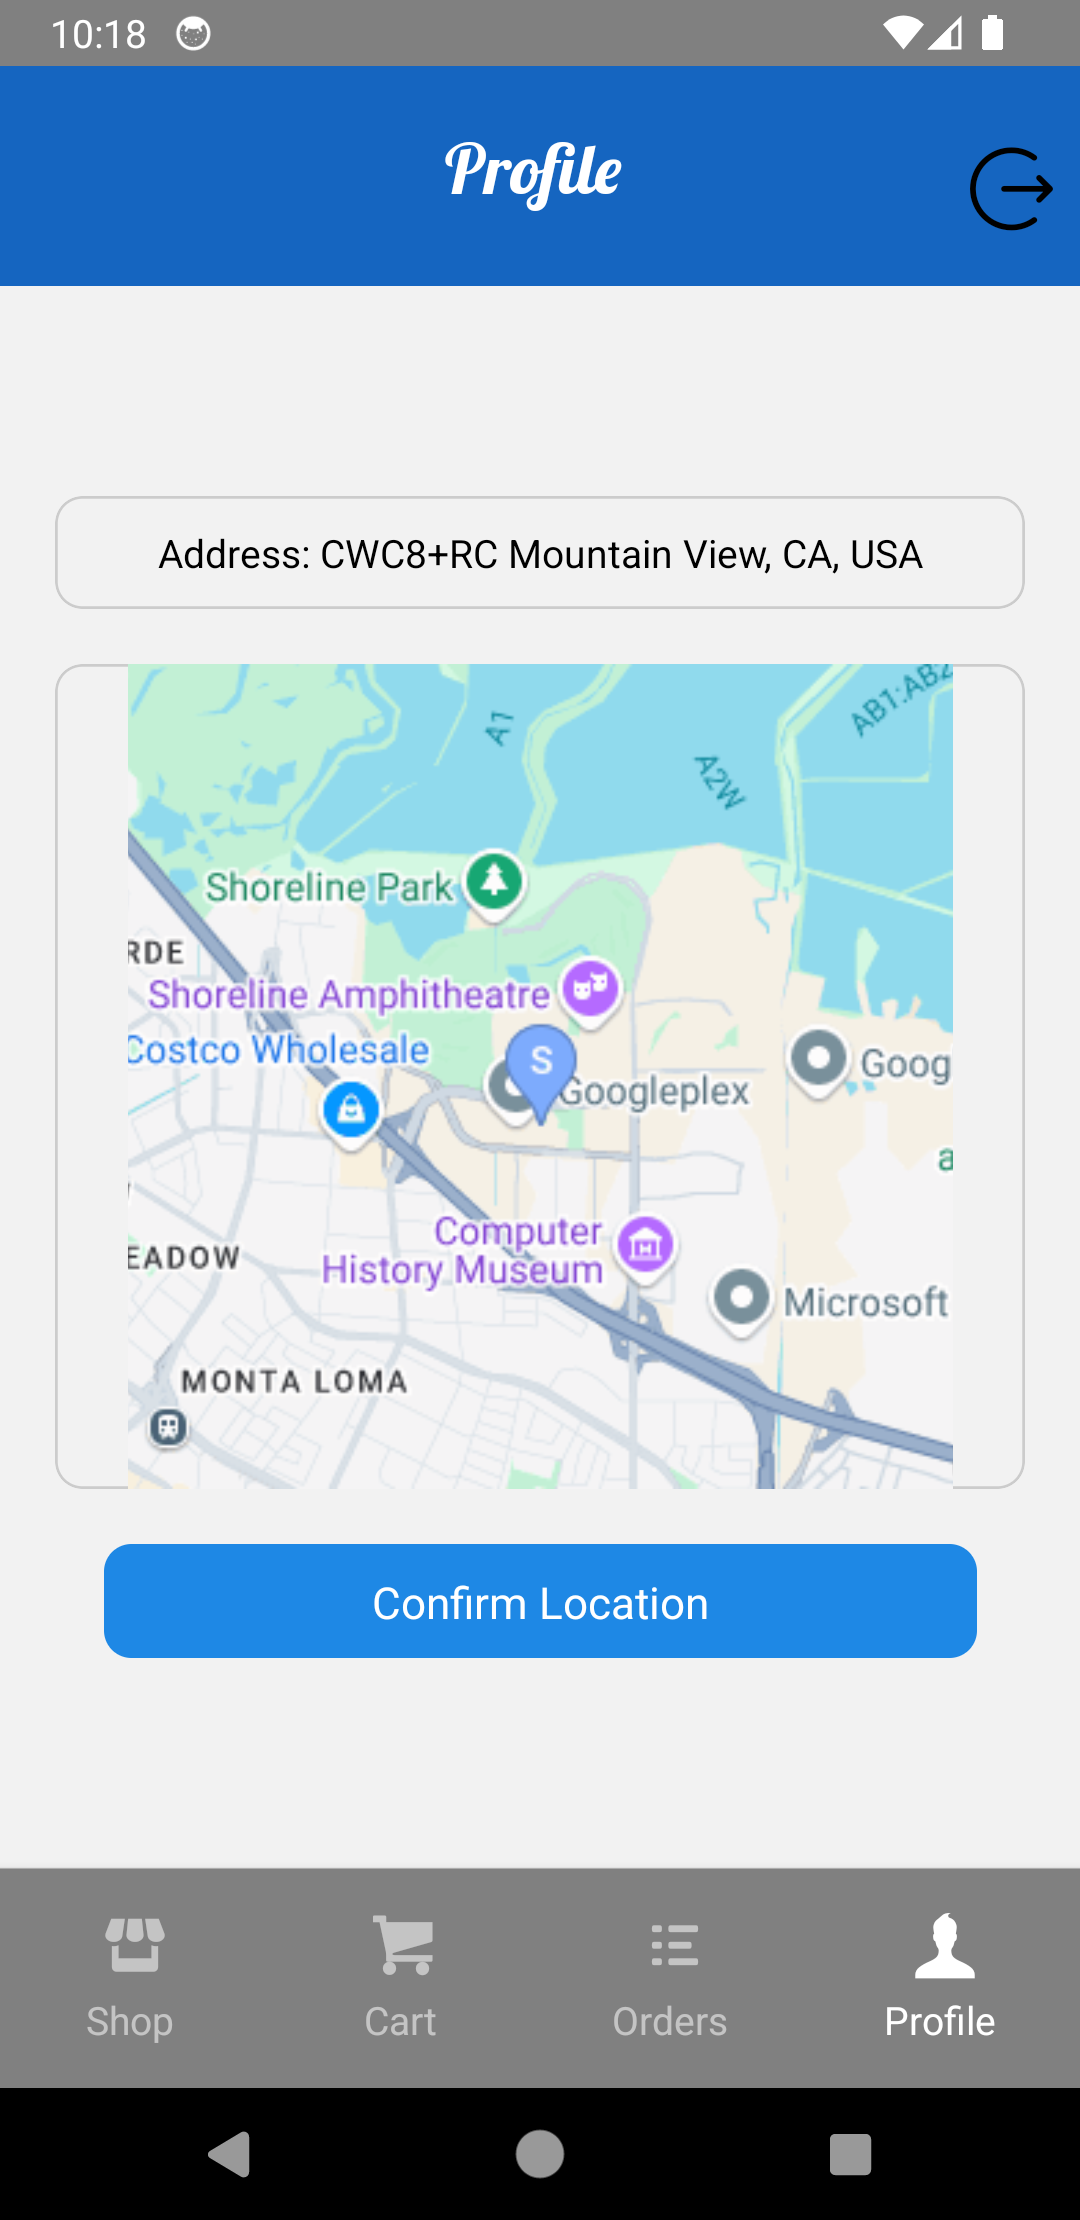 10:18
Profile
Address: CWC8+RC Mountain View, CA, USA
A1
AB1:AB2
A2W
Shoreline Park
RDE
Shoreline Amphitheatre
Costco Wholesale
S
Googleplex
Goog
a
Computer
History Museum
EADOW
Microsoft
MONTA LOMA
Confirm Location
Shop
Cart
Orders
Profile